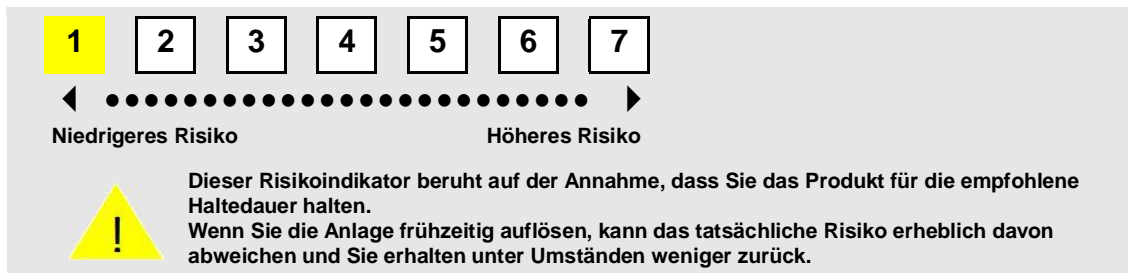 1 2 3 4 5 6 7
Niedrigeres Risiko Höheres Risiko
Dieser Risikoindikator beruht auf der Annahme, dass Sie das Produkt für die empfohlene
Haltedauer halten.
!
Wenn Sie die Anlage frühzeitig auflösen, kann das tatsächliche Risiko erheblich davon
abweichen und Sie erhalten unter Umständen weniger zurück.